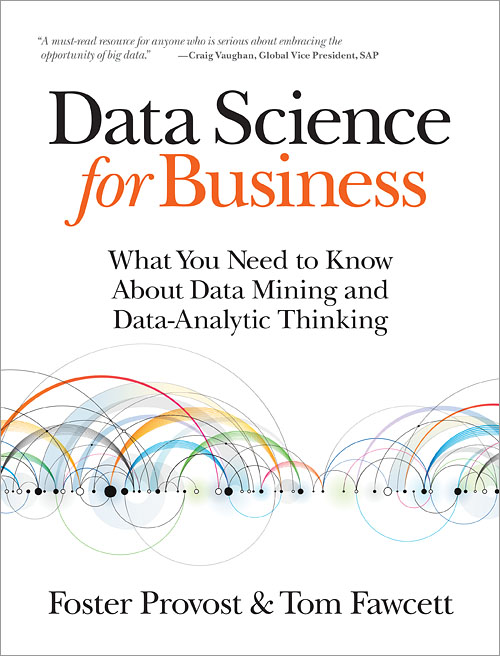 “A must-read resource for anyone who is serious about embracing the
opportunity of big data.” —Craig Vaughan, Global Vice President, SAP
Data Science
for Business
What You Need to Know
About Data Mining and
Data-Analytic Thinking
Foster Provost & Tom Fawcett